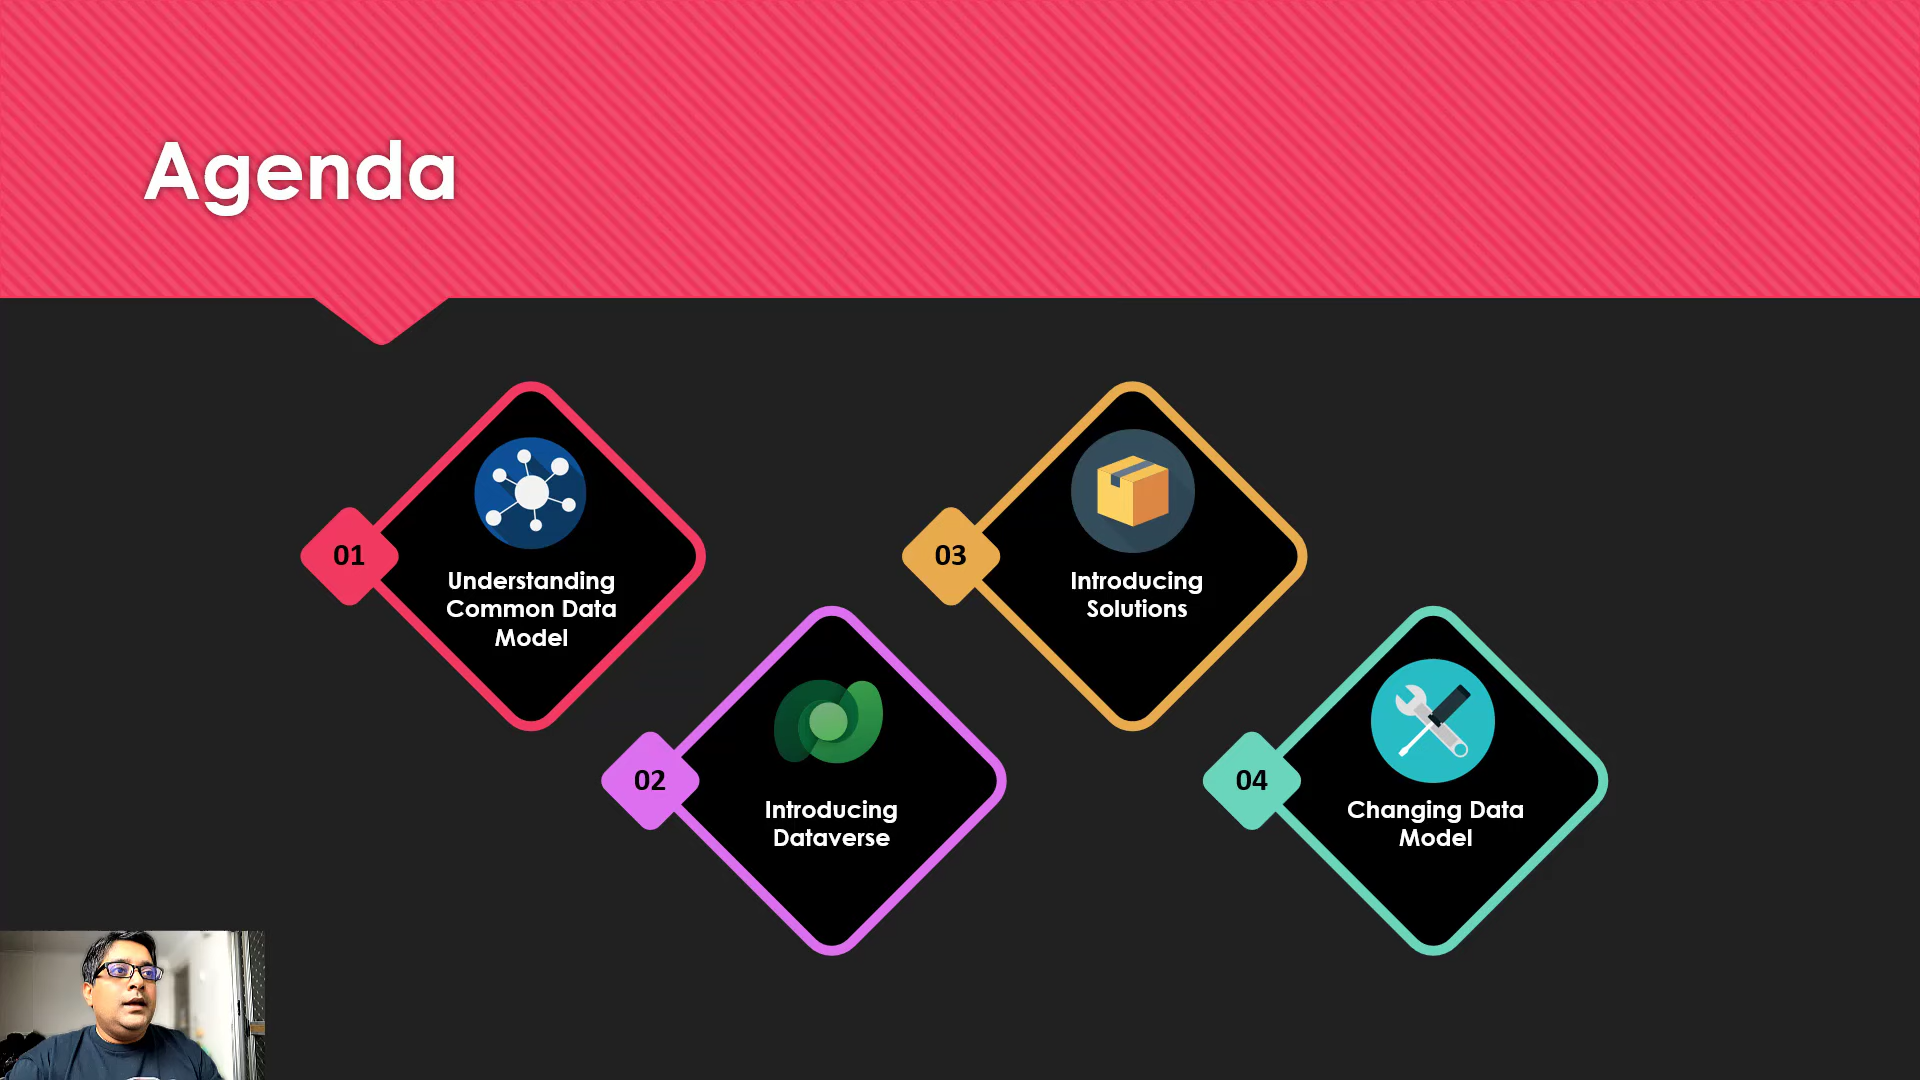 Agenda
01
Understanding
Common Data
Model
02
Introducing
Dataverse
03
Introducing
Solutions
04
Changing Data
Model